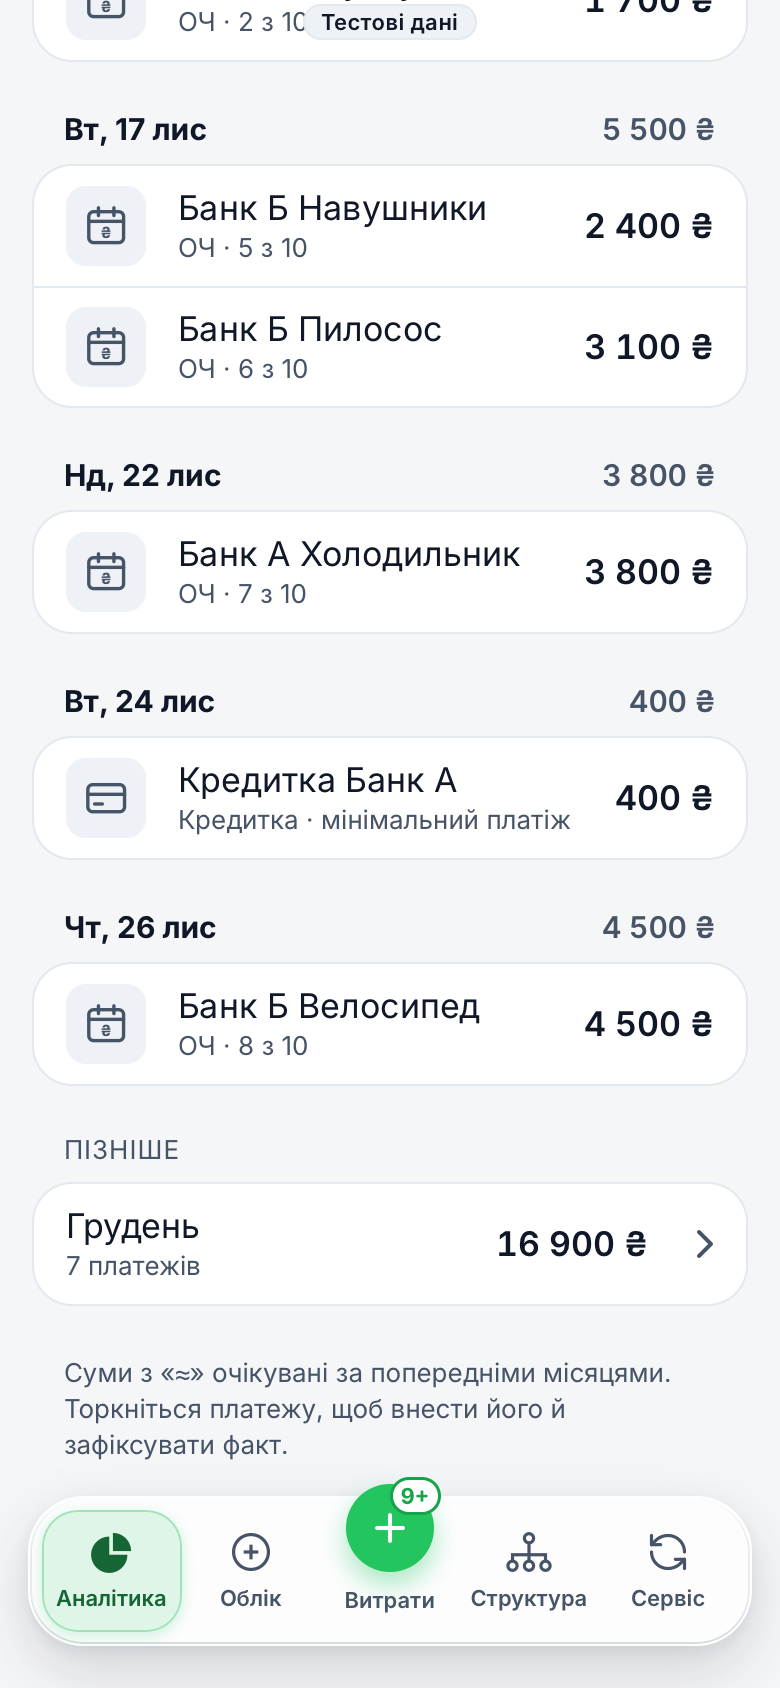 1 700 ₴
ОЧ · 2 з 10
Тестові дані
Вт, 17 лис 5 500 ₴
Банк Б Навушники
ОЧ · 5 з 10
2 400 ₴
Банк Б Пилосос
ОЧ · 6 з 10
3 100 ₴
Нд, 22 лис 3 800 ₴
Банк А Холодильник
ОЧ · 7 з 10
3 800 ₴
Вт, 24 лис 400 ₴
Кредитка Банк А
Кредитка · мінімальний платіж
400 ₴
Чт, 26 лис 4 500 ₴
Банк Б Велосипед
ОЧ · 8 з 10
4 500 ₴
ПІЗНІШЕ
Грудень
7 платежів
16 900 ₴
Суми з «≈» очікувані за попередніми місяцями.
Торкніться платежу, щоб внести його й
зафіксувати факт.
9+
Аналітика Облік Витрати Структура Сервіс